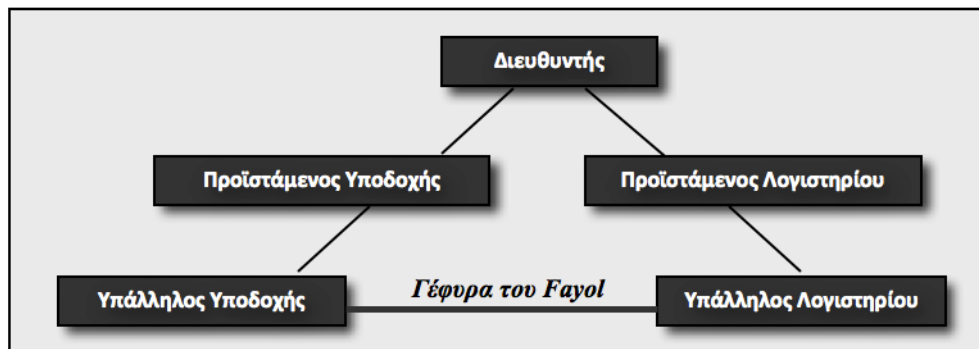 Διευθυντής
Προϊστάμενος Υποδοχής
Προϊστάμενος Λογιστηρίου
Υπάλληλος Υποδοχής
Γέφυρα του Fayol
Υπάλληλος Λογιστηρίου